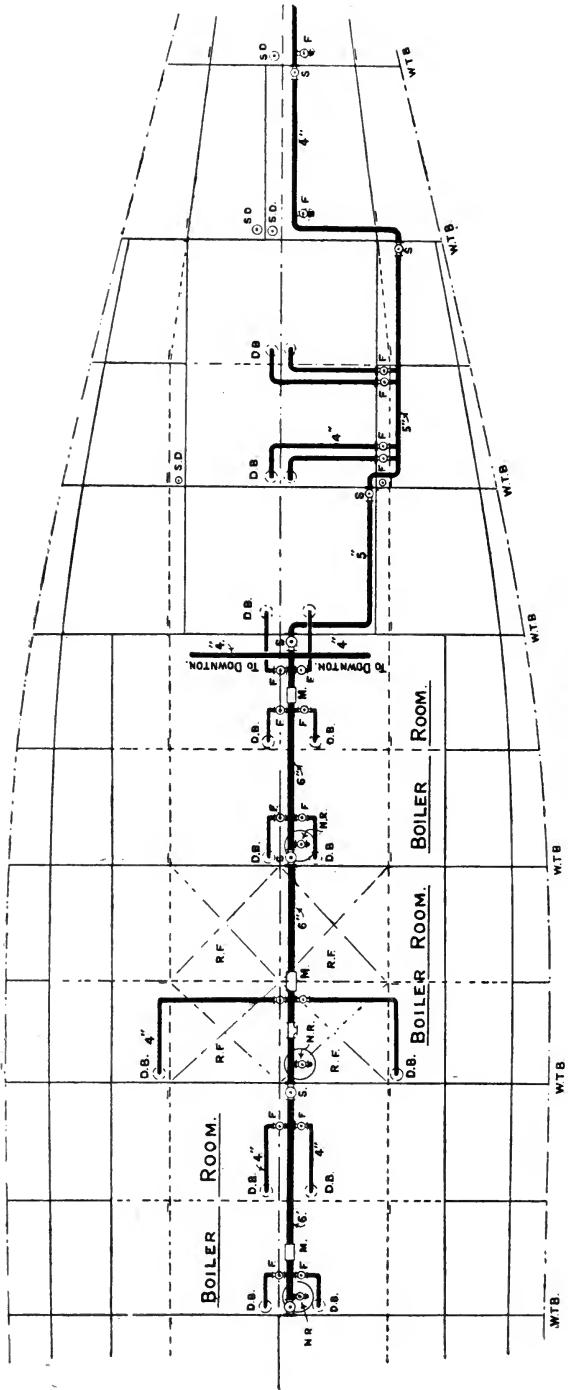 BOILER ROOM.
D.B.
F
F
M.
6"
D.B.
N.R.
W.T.B.
D.B.
4"
F
F
4"
D.B.
S.
W.T.B
D.B.
4"
R.F.
R.F.
N.R.
R.F.
R.F.
M.
D.B.
6"
BOILER ROOM.
W.T.B
D.B.
F.
F
S
N.R.
D.B
6"
BOILER ROOM.
D.B.
F
F
M.
D.B.
F
F
TO DOWNTON.
4"
TO DOWNTON.
4"
S
D.B.
W.T.B
5"
S
S.D
W.T.B.
D.B.
4"
F
F
F
5"
D.B
F
F
S
S.D
S.D.
W.T.B.
F
4"
S
S.D
F
W.T.B